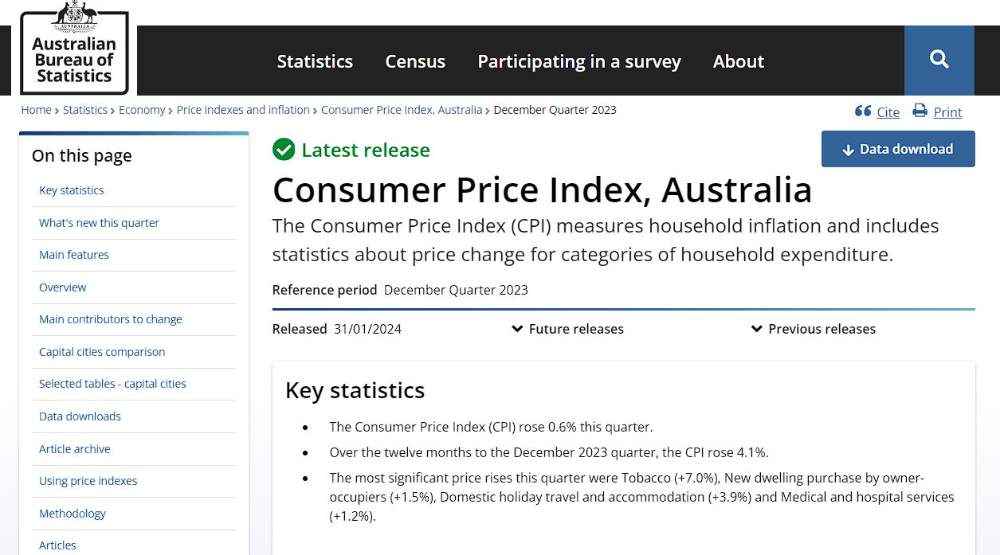 AUSTRALIA
Australian
Bureau of
Statistics
Statistics Census Participating in a survey About
Home › Statistics › Economy › Price indexes and inflation › Consumer Price Index, Australia › December Quarter 2023
Cite Print
On this page
Key statistics
What's new this quarter
Main features
Overview
Main contributors to change
Capital cities comparison
Selected tables - capital cities
Data downloads
Article archive
Using price indexes
Methodology
Articles
Latest release
Data download
Consumer Price Index, Australia
The Consumer Price Index (CPI) measures household inflation and includes
statistics about price change for categories of household expenditure.
Reference period December Quarter 2023
Released 31/01/2024 Future releases Previous releases
Key statistics
• The Consumer Price Index (CPI) rose 0.6% this quarter.
• Over the twelve months to the December 2023 quarter, the CPI rose 4.1%.
• The most significant price rises this quarter were Tobacco (+7.0%), New dwelling purchase by owner-
occupiers (+1.5%), Domestic holiday travel and accommodation (+3.9%) and Medical and hospital services
(+1.2%).